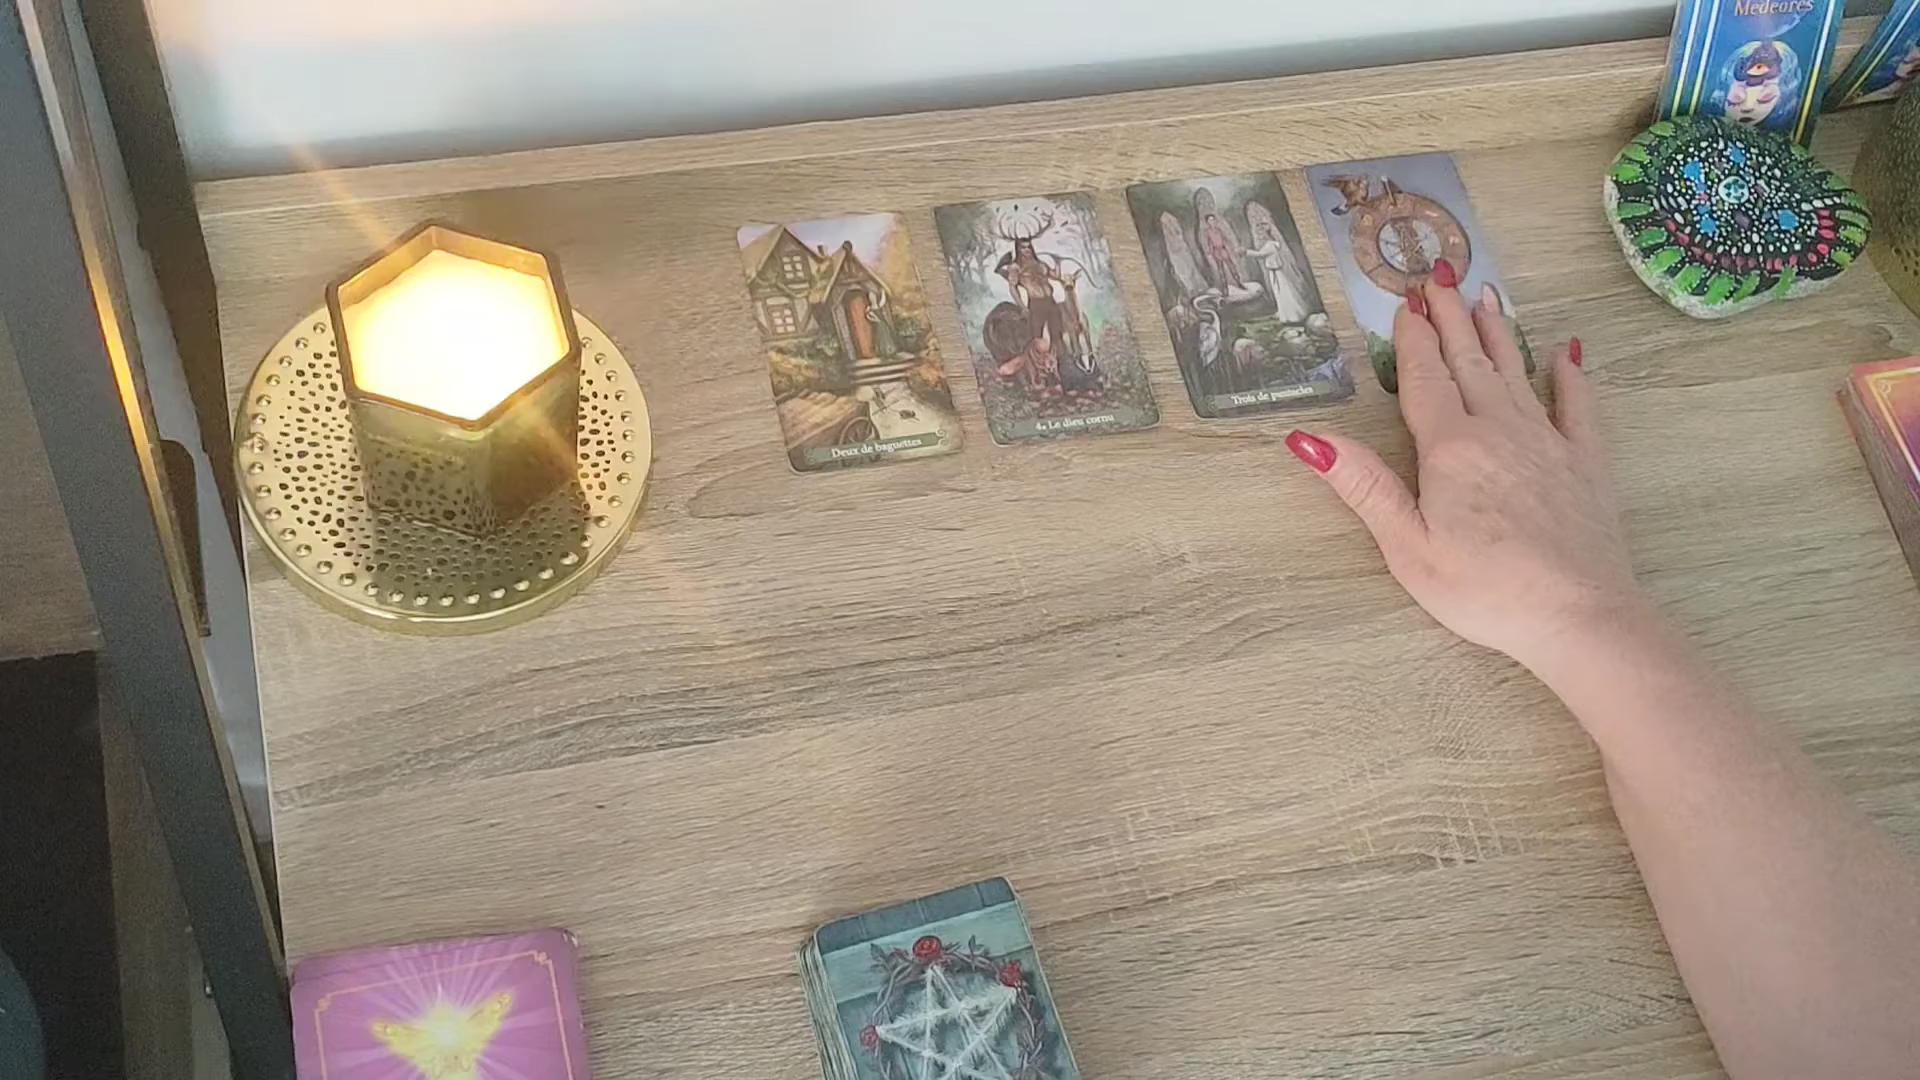 Medeores
Deux de baguettes
4. Le dieu cornu
Trois de pentacles